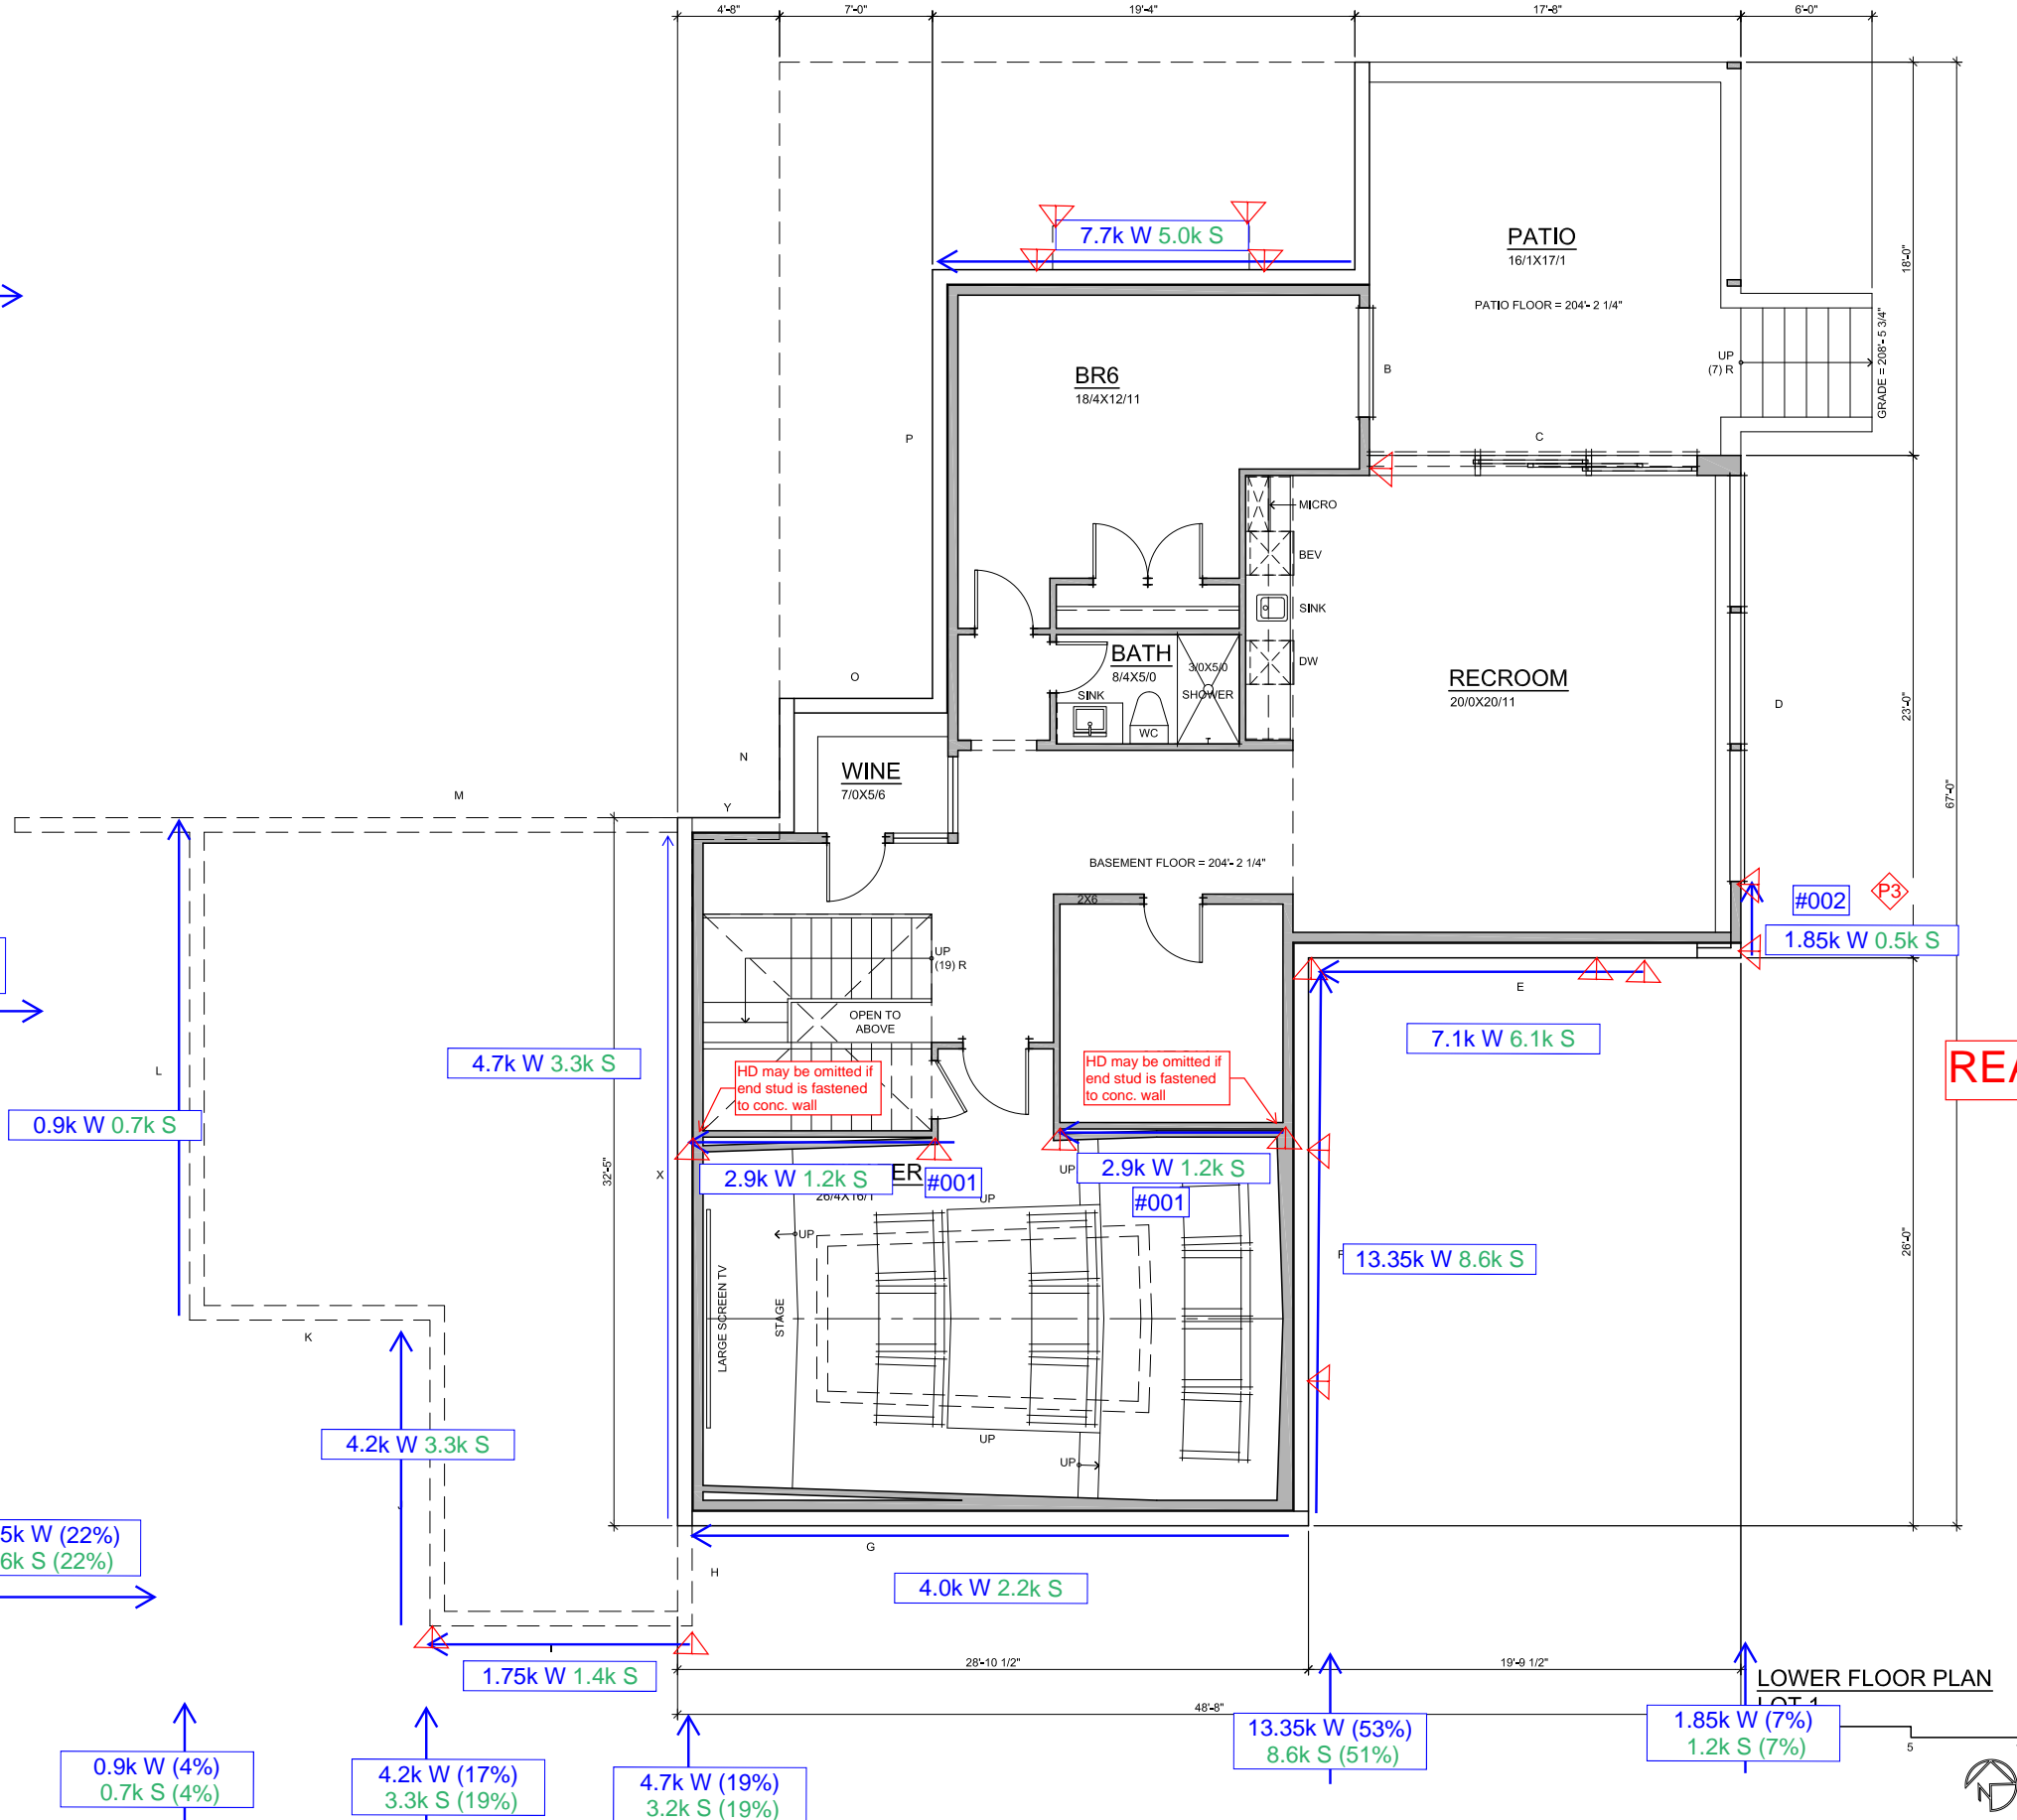 4'-8"
7'-0"
19'-4"
17'-8"
6'-0"
7.7k W 5.0k S
PATIO
16/1X17/1
PATIO FLOOR = 204'- 2 1/4"
18'-0"
UP
(7) R
GRADE = 208'- 5 3/4"
BR6
18/4X12/11
B
P
C
MICRO
BEV
SINK
DW
BATH
8/4X5/0
3/0X5/0
SHOWER
SINK
WC
RECROOM
20/0X20/11
O
D
23'-0"
N
WINE
7/0X5/6
Y
M
67'-0"
BASEMENT FLOOR = 204'- 2 1/4"
2X6
#002
P3
1.85k W 0.5k S
UP
(19) R
E
OPEN TO
ABOVE
7.1k W 6.1k S
4.7k W 3.3k S
L
HD may be omitted if
end stud is fastened
to conc. wall
HD may be omitted if
end stud is fastened
to conc. wall
REA
0.9k W 0.7k S
32'-5"
X
2.9k W 1.2k S
ER
#001
26/4X16/1
UP
UP
2.9k W 1.2k S
#001
UP
LARGE SCREEN TV
STAGE
13.35k W 8.6k S
26'-0"
K
4.2k W 3.3k S
UP
UP
5k W (22%)
6k S (22%)
G
H
4.0k W 2.2k S
1.75k W 1.4k S
28'-10 1/2"
19'-9 1/2"
LOWER FLOOR PLAN
LOT 1
48'-8"
13.35k W (53%)
8.6k S (51%)
1.85k W (7%)
1.2k S (7%)
5
0.9k W (4%)
0.7k S (4%)
4.2k W (17%)
3.3k S (19%)
4.7k W (19%)
3.2k S (19%)
N